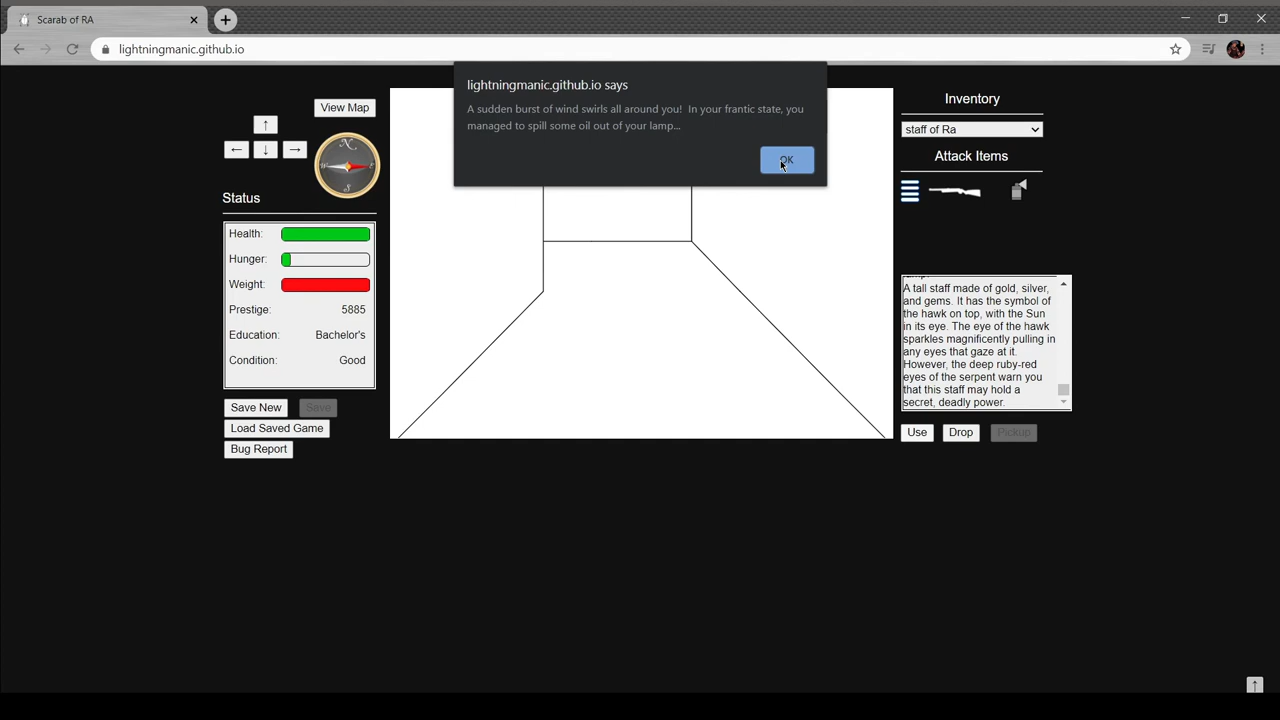 Scarab of RA
lightningmanic.github.io
lightningmanic.github.io says
A sudden burst of wind swirls all around you!  In your frantic state, you
managed to spill some oil out of your lamp...
OK
View Map
↑
← ↓ →
N
S
Status
Health:
Hunger:
Weight:
Prestige: 5885
Education: Bachelor's
Condition: Good
Save New Save
Load Saved Game
Bug Report
Inventory
staff of Ra
Attack Items
A tall staff made of gold, silver,
and gems. It has the symbol of
the hawk on top, with the Sun
in its eye. The eye of the hawk
sparkles magnificently pulling in
any eyes that gaze at it.
However, the deep ruby-red
eyes of the serpent warn you
that this staff may hold a
secret, deadly power.
Use Drop Pickup
↑